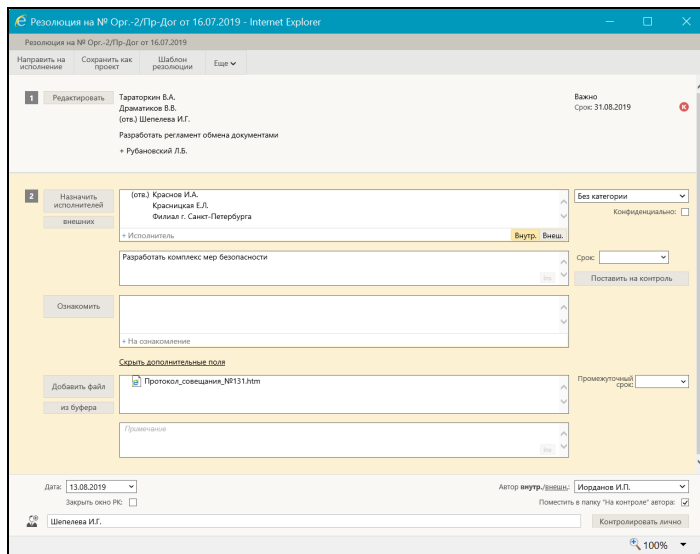 Резолюция на № Орг.-2/Пр-Дог от 16.07.2019 - Internet Explorer
Резолюция на № Орг.-2/Пр-Дог от 16.07.2019
Направить на исполнение
Сохранить как проект
Шаблон резолюции
Еще
1 Редактировать
Тараторкин В.А.
Драматиков В.В.
(отв.) Шепелева И.Г.
Разработать регламент обмена документами
+ Рубановский Л.Б.
Важно
Срок: 31.08.2019
К
2 Назначить исполнителей
внешних
(отв.) Краснов И.А.
Красницкая Е.Л.
Филиал г. Санкт-Петербурга
+ Исполнитель
Внутр. Внеш.
Без категории
Конфиденциально:
Разработать комплекс мер безопасности
Ins
Срок:
Поставить на контроль
Ознакомить
+ На ознакомление
Скрыть дополнительные поля
Добавить файл
из буфера
Протокол_совещания_№131.htm
Промежуточный срок:
Примечание
Ins
Дата: 13.08.2019
Автор внутр./внешн.: Иорданов И.П.
Закрыть окно РК:
Поместить в папку "На контроле" автора:
Шепелева И.Г.
Контролировать лично
100%